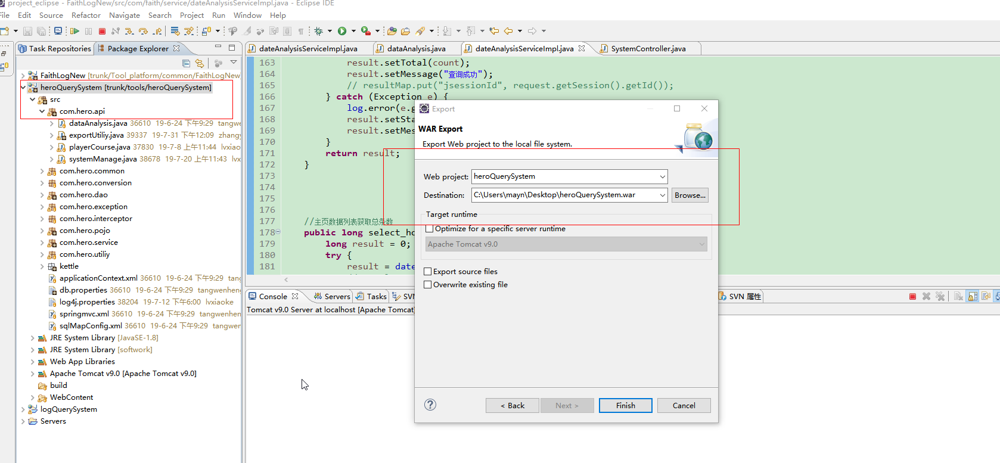 project_eclipse - FaithLogNew/src/com/faith/service/dateAnalysisServiceImpl.java - Eclipse IDE
File Edit Source Refactor Navigate Search Project Run Window Help
Task Repositories Package Explorer
FaithLogNew [trunk/Tool_platform/common/FaithLogNew
heroQuerySystem [trunk/tools/heroQuerySystem]
src
com.hero.api
dataAnalysis.java 36610 19-6-24 下午9:29 tangwe
exportUtiliy.java 39337 19-7-31 下午12:09 zhangy
playerCourse.java 37830 19-7-8 上午11:44 lvxiao
systemManage.java 38678 19-7-20 上午11:43 lvx
com.hero.common
com.hero.conversion
com.hero.dao
com.hero.exception
com.hero.interceptor
com.hero.pojo
com.hero.service
com.hero.utiliy
kettle
applicationContext.xml 36610 19-6-24 下午9:29 tang
db.properties 36610 19-6-24 下午9:29 tangwenheng
log4j.properties 38204 19-7-12 下午6:00 lvxiaoke
springmvc.xml 36610 19-6-24 下午9:29 tangwenhen
sqlMapConfig.xml 36610 19-6-24 下午9:29 tangwer
JRE System Library [JavaSE-1.8]
JRE System Library [softwork]
Web App Libraries
Apache Tomcat v9.0 [Apache Tomcat v9.0]
build
WebContent
logQuerySystem
Servers
dateAnalysisServiceImpl.java dataAnalysis.java dateAnalysisServiceImpl.java SystemController.java
163 result.setTotal(count);
164 result.setMessage("查询成功");
165 // resultMap.put("jsessionId", request.getSession().getId());
166 } catch (Exception e) {
167 log.error(e.g
168 result.setSta
169 result.setMes
170 }
171 return result;
172 }
173
174
175
176
177 //主页数据列表获取总条数
178 public long select_ho
179 long result = 0;
180 try {
181 result = date
Console Servers Tasks SVN
SVN 属性
Tomcat v9.0 Server at localhost [Apache Tomcat]
Export
WAR Export
Export Web project to the local file system.
Web project: heroQuerySystem
Destination: C:\Users\mayn\Desktop\heroQuerySystem.war Browse...
Target runtime
Optimize for a specific server runtime
Apache Tomcat v9.0
Export source files
Overwrite existing file
? < Back Next > Finish Cancel